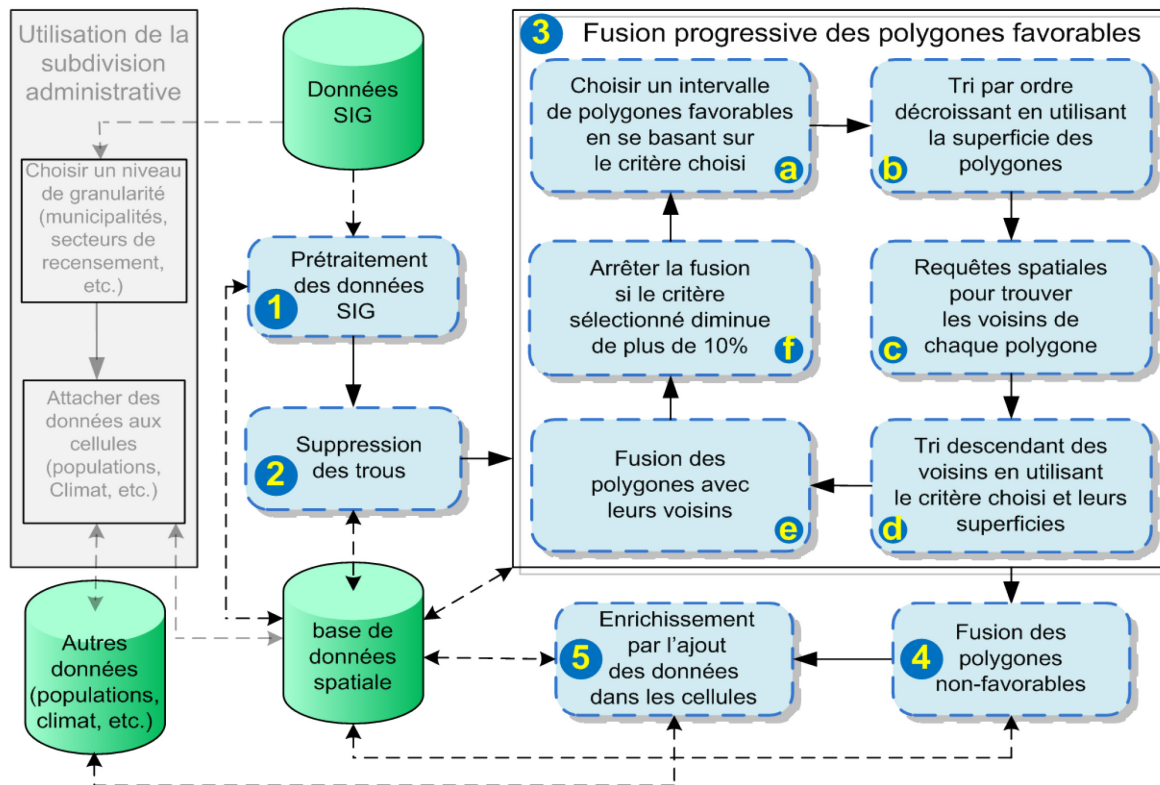 Utilisation de la
subdivision
administrative
Choisir un niveau
de granularité
(municipalités,
secteurs de
recensement,
etc.)
Attacher des
données aux
cellules
(populations,
Climat, etc.)
Autres
données
(populations,
climat, etc.)
Données
SIG
1
Prétraitement
des données
SIG
2
Suppression
des trous
base de
données
spatiale
3 Fusion progressive des polygones favorables
Choisir un intervalle
de polygones favorables
en se basant sur
le critère choisi
a
Tri par ordre
décroissant en utilisant
la superficie des
polygones
b
Requêtes spatiales
pour trouver
les voisins de
chaque polygone
c
Tri descendant des
voisins en utilisant
le critère choisi et leurs
superficies
d
Fusion des
polygones avec
leurs voisins
e
Arrêter la fusion
si le critère
sélectionné diminue
de plus de 10%
f
4
Fusion des
polygones
non-favorables
5
Enrichissement
par l'ajout
des données
dans les cellules